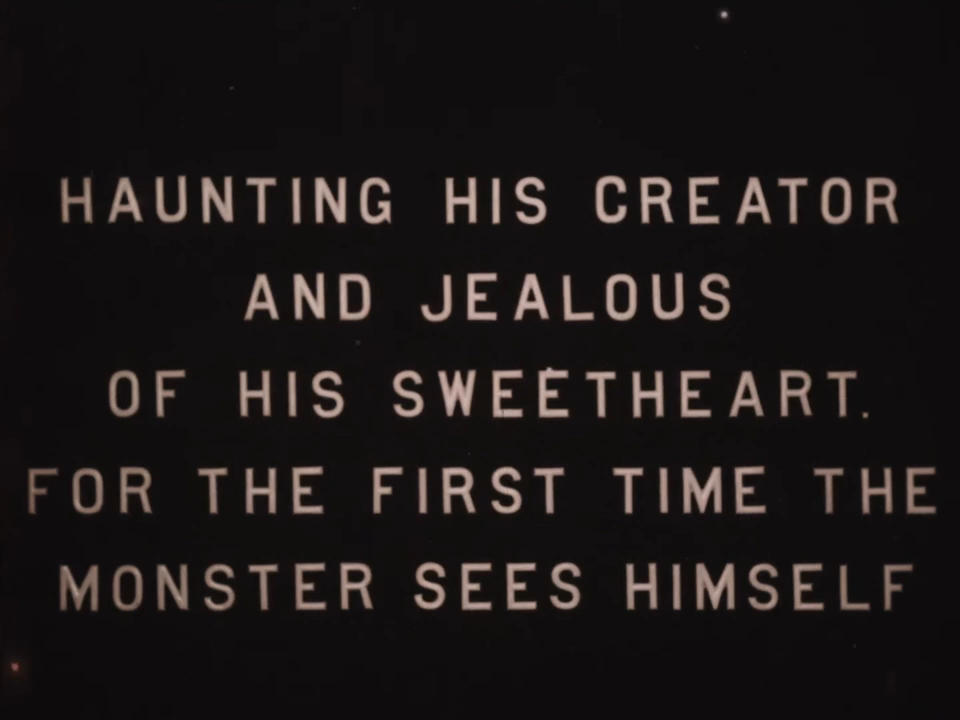 HAUNTING HIS CREATOR
AND JEALOUS
OF HIS SWEETHEART.
FOR THE FIRST TIME THE
MONSTER SEES HIMSELF